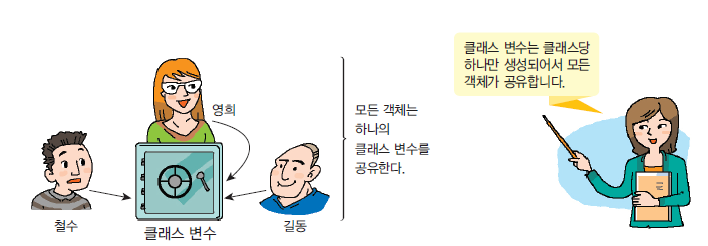 클래스 변수는 클래스당
하나만 생성되어서 모든
객체가 공유합니다.
영희
모든 객체는
하나의
클래스 변수를
공유한다.
철수
클래스 변수
길동